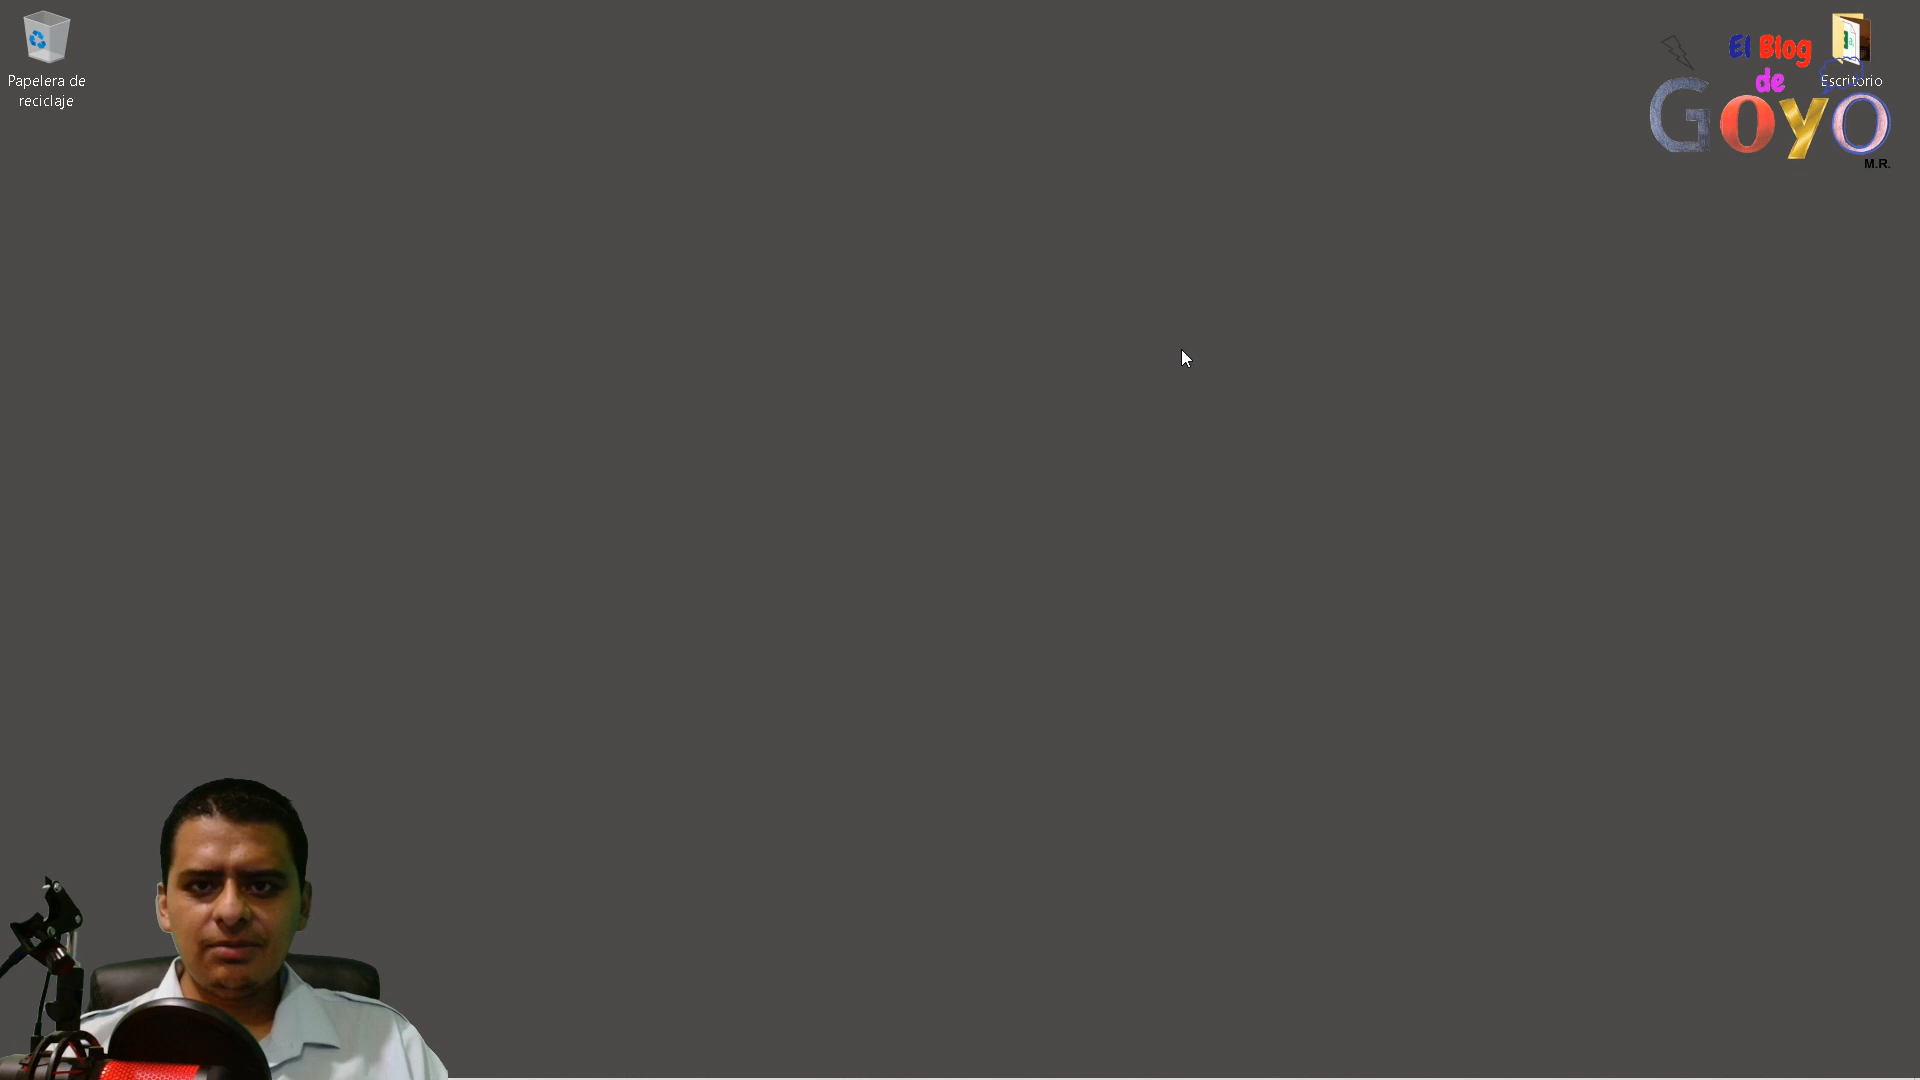 Papelera de
reciclaje
El Blog
de
Goyo
M.R.
Escritorio